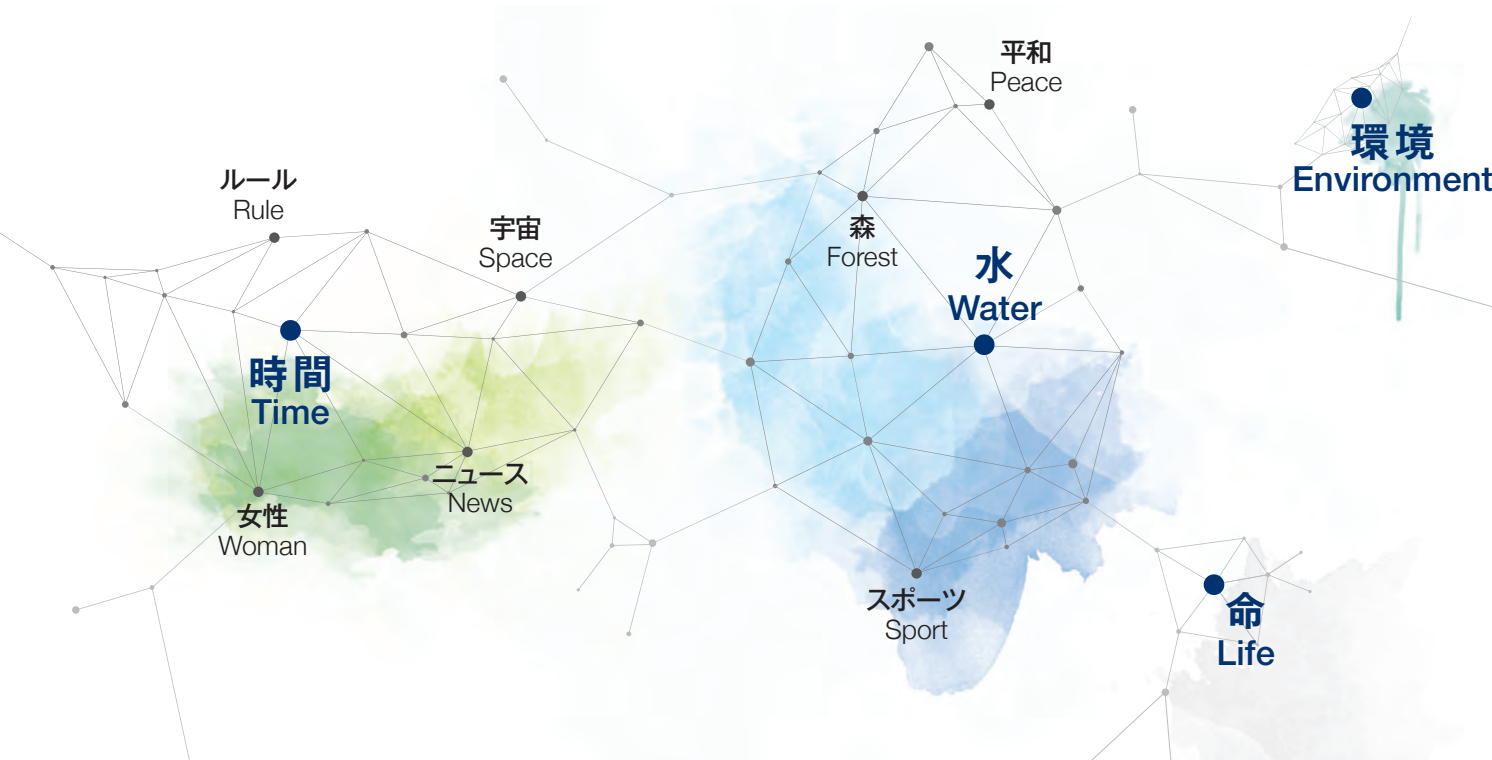 平和
Peace
環境
Environment
ルール
Rule
宇宙
Space
森
Forest
水
Water
時間
Time
ニュース
News
女性
Woman
スポーツ
Sport
命
Life